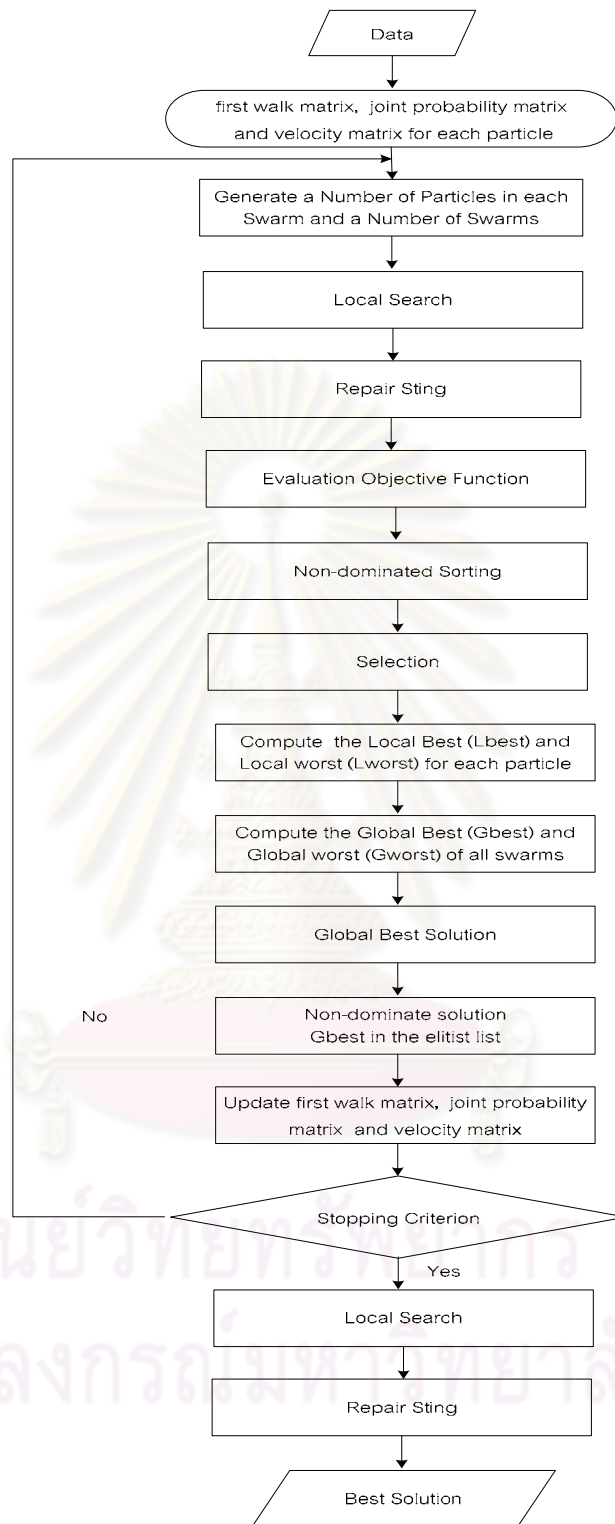 Data
first walk matrix, joint probability matrix
and velocity matrix for each particle
Generate a Number of Particles in each
Swarm and a Number of Swarms
Local Search
Repair Sting
Evaluation Objective Function
Non-dominated Sorting
Selection
Compute the Local Best (Lbest) and
Local worst (Lworst) for each particle
Compute the Global Best (Gbest) and
Global worst (Gworst) of all swarms
Global Best Solution
No
Non-dominate solution
Gbest in the elitist list
Update first walk matrix, joint probability
matrix and velocity matrix
Stopping Criterion
Yes
Local Search
Repair Sting
Best Solution